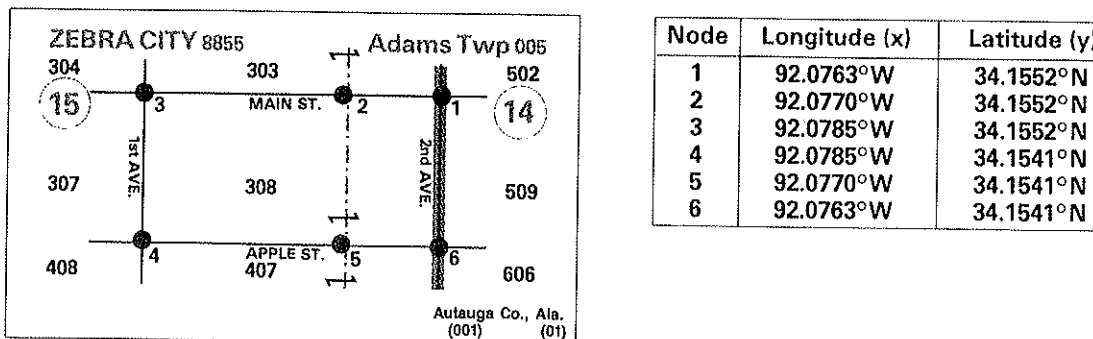 ZEBRA CITY 8855
Adams Twp 005
304
303
502
15
3
MAIN ST.
2
1
14
1st AVE.
2nd AVE.
307
308
509
4
APPLE ST.
5
6
408
407
606
Autauga Co., Ala.
(001) (01)
Node Longitude (x) Latitude (y)
1 92.0763°W 34.1552°N
2 92.0770°W 34.1552°N
3 92.0785°W 34.1552°N
4 92.0785°W 34.1541°N
5 92.0770°W 34.1541°N
6 92.0763°W 34.1541°N